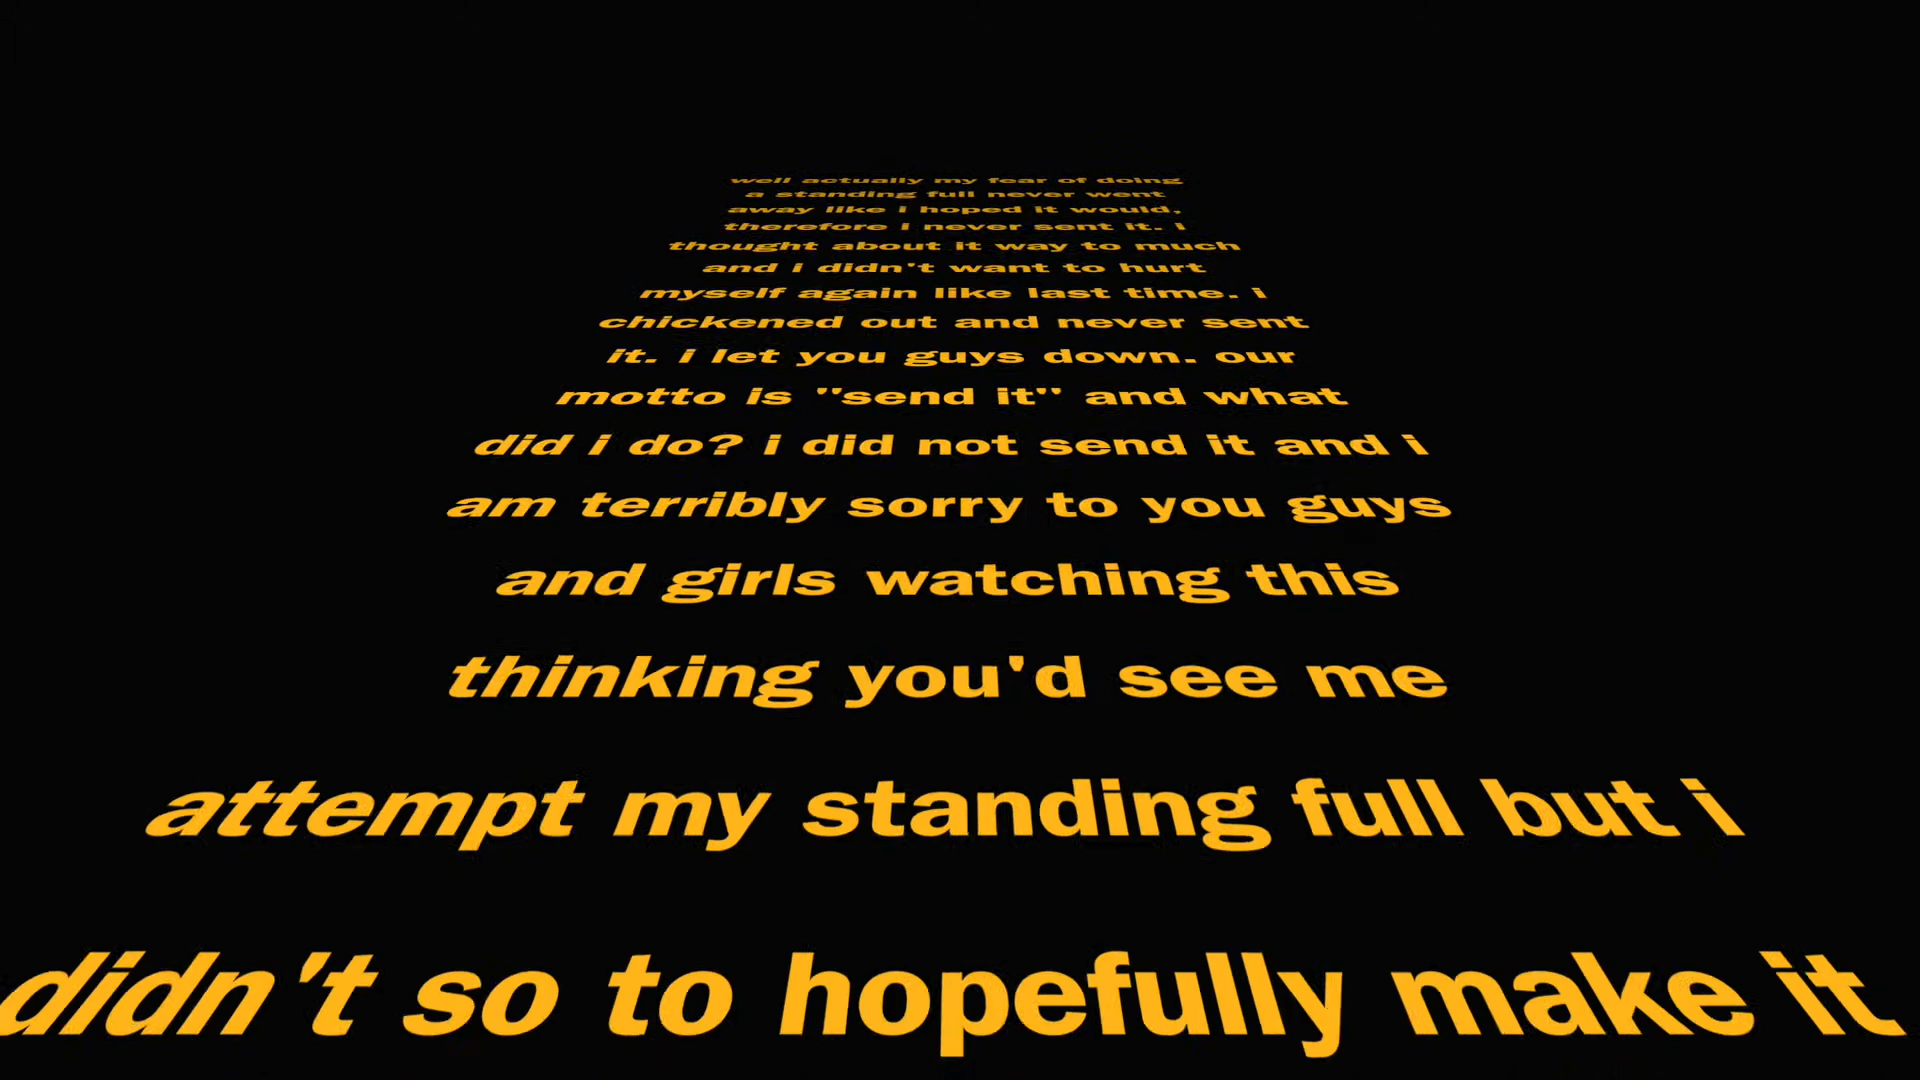 well actually my fear of doing
a standing full never went
away like i hoped it would,
therefore i never sent it. i
thought about it way to much
and i didn't want to hurt
myself again like last time. i
chickened out and never sent
it. i let you guys down. our
motto is "send it" and what
did i do? i did not send it and i
am terribly sorry to you guys
and girls watching this
thinking you'd see me
attempt my standing full but i
didn't so to hopefully make it